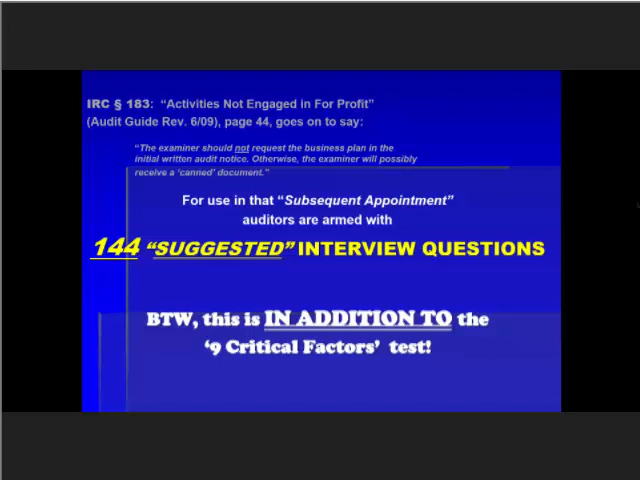 IRC § 183: “Activities Not Engaged in For Profit”
(Audit Guide Rev. 6/09), page 44, goes on to say:
“The examiner should not request the business plan in the
initial written audit notice. Otherwise, the examiner will possibly
receive a ‘canned’ document.”
For use in that “Subsequent Appointment”
auditors are armed with
144 “SUGGESTED” INTERVIEW QUESTIONS
BTW, this is IN ADDITION TO the
‘9 Critical Factors’ test!